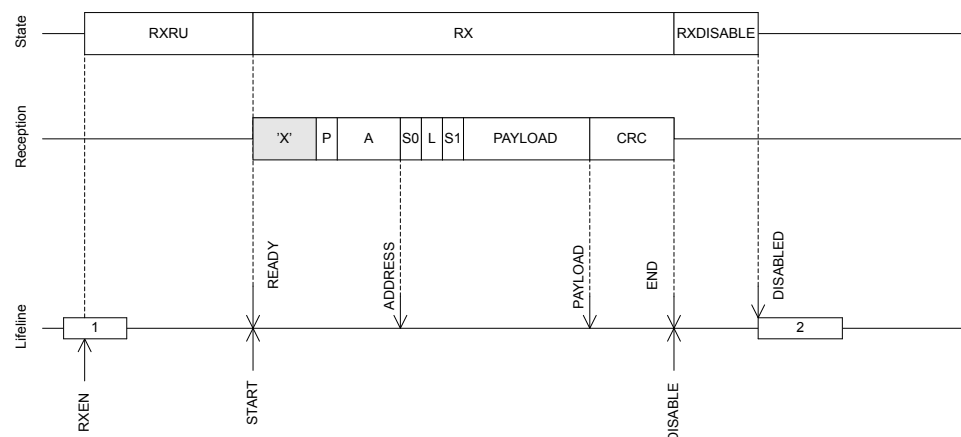 State
RXRU
RX
RXDISABLE
Reception
'X'
P
A
S0
L
S1
PAYLOAD
CRC
READY
ADDRESS
PAYLOAD
END
DISABLED
Lifeline
1
2
RXEN
START
DISABLE